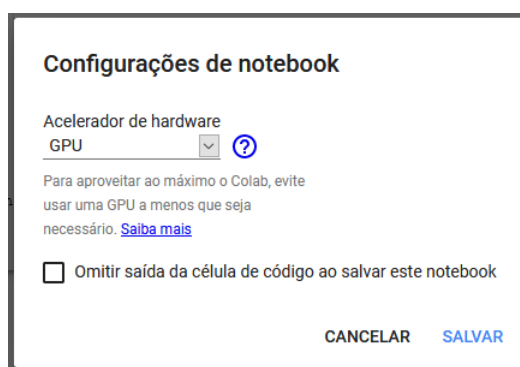 Configurações de notebook
Acelerador de hardware
GPU
?
Para aproveitar ao máximo o Colab, evite
usar uma GPU a menos que seja
necessário. Saiba mais
Omitir saída da célula de código ao salvar este notebook
CANCELAR SALVAR